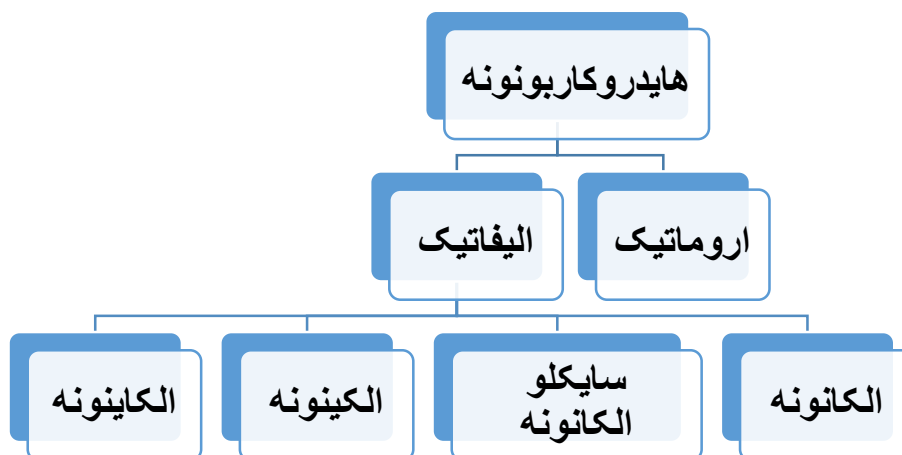 هایدروکاربونونه
اروماتیک
الیفاتیک
الکانونه
سایکلو
الکانونه
الکینونه
الکاینونه